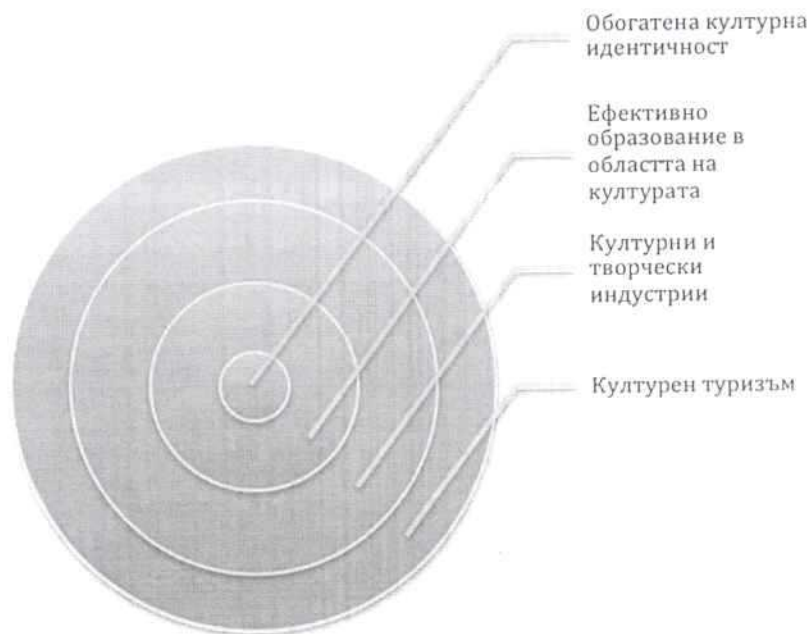 Обогатена културна
идентичност
Ефективно
образование в
областта на
културата
Културни и
творчески
индустрии
Културен туризъм